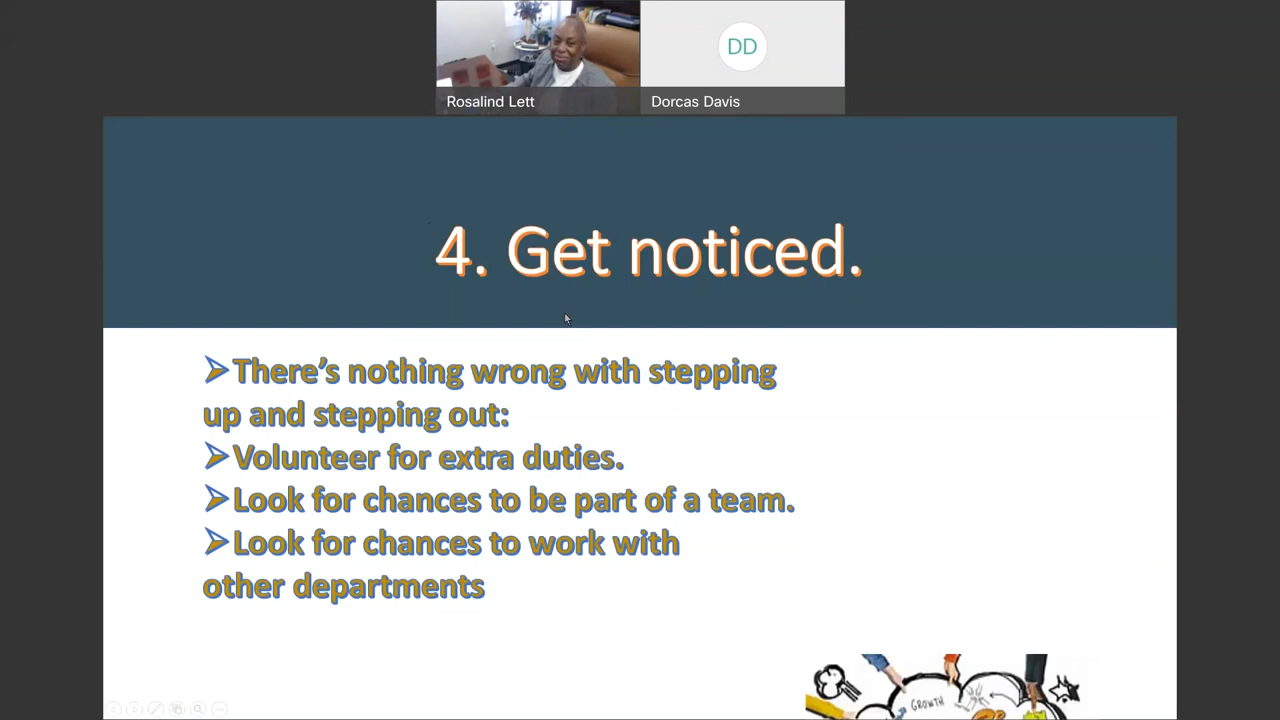 DD
Rosalind Lett
Dorcas Davis
4. Get noticed.
➢There’s nothing wrong with stepping
up and stepping out:
➢Volunteer for extra duties.
➢Look for chances to be part of a team.
➢Look for chances to work with
other departments
GROWTH